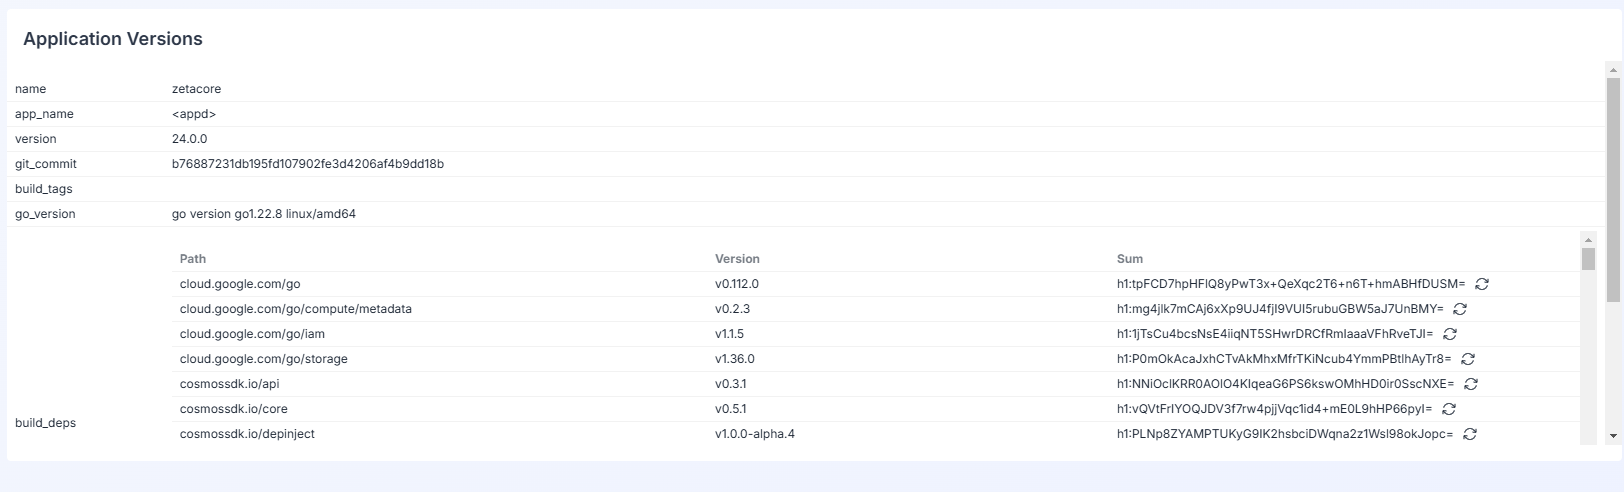 Application Versions
name zetacore
app_name <appd>
version 24.0.0
git_commit b76887231db195fd107902fe3d4206af4b9dd18b
build_tags
go_version go version go1.22.8 linux/amd64
Path Version Sum
cloud.google.com/go v0.112.0 h1:tpFCD7hpHFlQ8yPwT3x+QeXqc2T6+n6T+hmABHfDUSM=
cloud.google.com/go/compute/metadata v0.2.3 h1:mg4jlk7mCAj6xXp9UJ4fjI9VUI5rubuGBW5aJ7UnBMY=
cloud.google.com/go/iam v1.1.5 h1:1jTsCu4bcsNsE4iiqNT5SHwrDRCfRmIaaaVFhRveTJI=
cloud.google.com/go/storage v1.36.0 h1:P0mOkAcaJxhCTvAkMhxMfrTKiNcub4YmmPBtlhAyTr8=
cosmossdk.io/api v0.3.1 h1:NNiOclKRR0AOlO4KIqeaG6PS6kswOMhHD0ir0SscNXE=
cosmossdk.io/core v0.5.1 h1:vQVtFrIYOQJDV3f7rw4pjjVqc1id4+mE0L9hHP66pyI=
build_deps
cosmossdk.io/depinject v1.0.0-alpha.4 h1:PLNp8ZYAMPTUKyG9IK2hsbciDWqna2z1Wsl98okJopc=